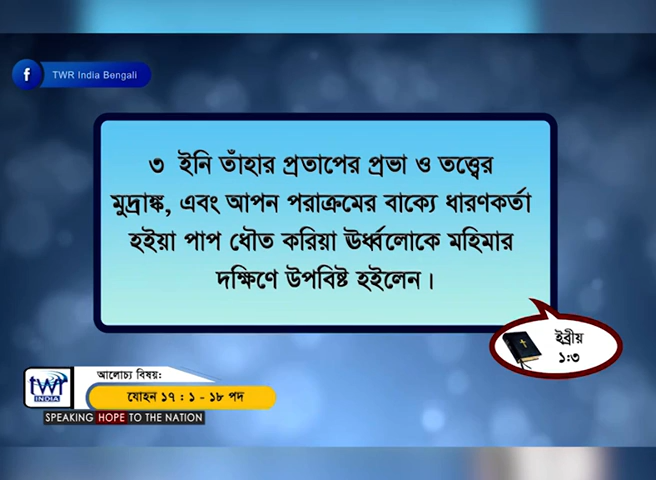 f TWR India Bengali
৩ ইনি তাঁহার প্রতাপের প্রভা ও তত্ত্বের
মুদ্রাঙ্ক, এবং আপন পরাক্রমের বাক্যে ধারণকর্তা
হইয়া পাপ ধৌত করিয়া ঊর্ধ্বলোকে মহিমার
দক্ষিণে উপবিষ্ট হইলেন।
ইব্রীয়
১:৩
আলোচ্য বিষয়:
যোহন ১৭ : ১ - ১৮ পদ
twr
INDIA
SPEAKING HOPE TO THE NATION